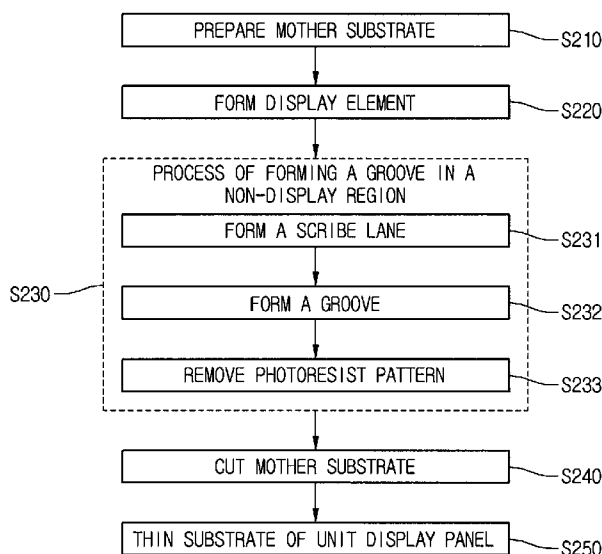 PREPARE MOTHER SUBSTRATE
S210
FORM DISPLAY ELEMENT
S220
PROCESS OF FORMING A GROOVE IN A
NON-DISPLAY REGION
FORM A SCRIBE LANE
S231
S230
FORM A GROOVE
S232
REMOVE PHOTORESIST PATTERN
S233
CUT MOTHER SUBSTRATE
S240
THIN SUBSTRATE OF UNIT DISPLAY PANEL
S250